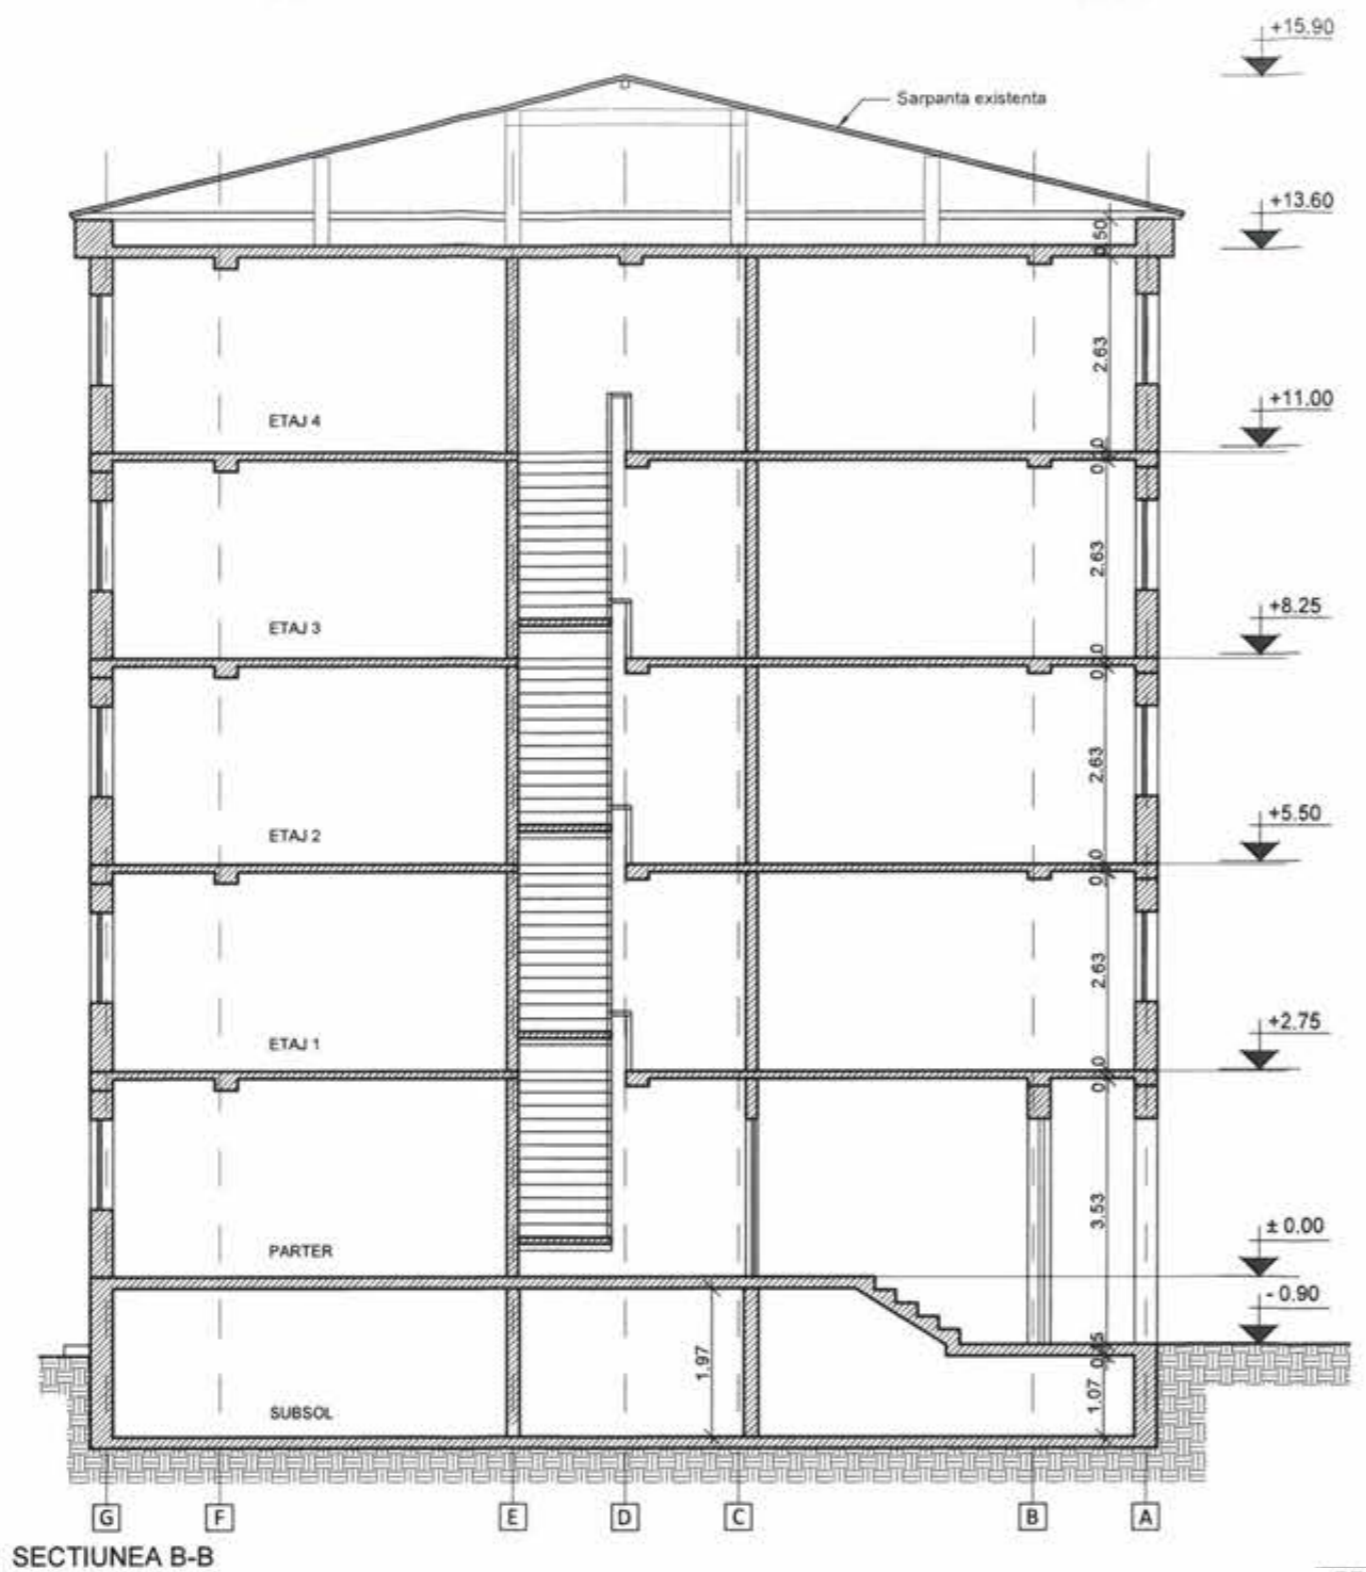 +15.90
Sarpanta existenta
+13.60
2.63
+11.00
ETAJ 4
2.63
+8.25
ETAJ 3
2.63
+5.50
ETAJ 2
2.63
+2.75
ETAJ 1
3.53
± 0.00
PARTER
- 0.90
1.97
1.07
SUBSOL
G F E D C B A
SECTIUNEA B-B